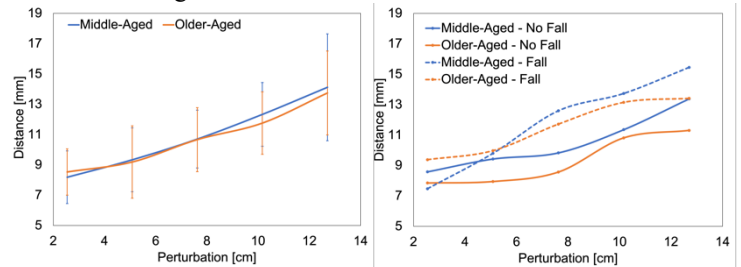 Middle-Aged Older-Aged
19
17
15
13
11
9
7
5
Distance [mm]
2 4 6 8 10 12 14
Perturbation [cm]
Middle-Aged - No Fall
Older-Aged - No Fall
Middle-Aged - Fall
Older-Aged - Fall
19
17
15
13
11
9
7
5
Distance [mm]
2 4 6 8 10 12 14
Perturbation [cm]